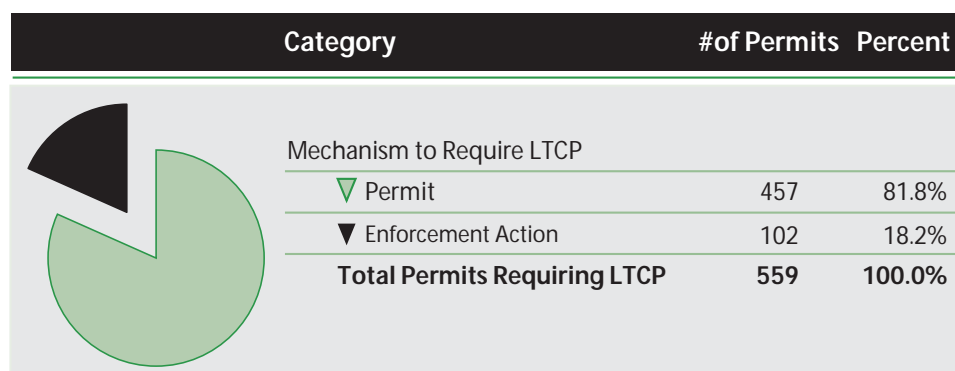 Category #of Permits Percent
Mechanism to Require LTCP
Permit 457 81.8%
Enforcement Action 102 18.2%
Total Permits Requiring LTCP 559 100.0%